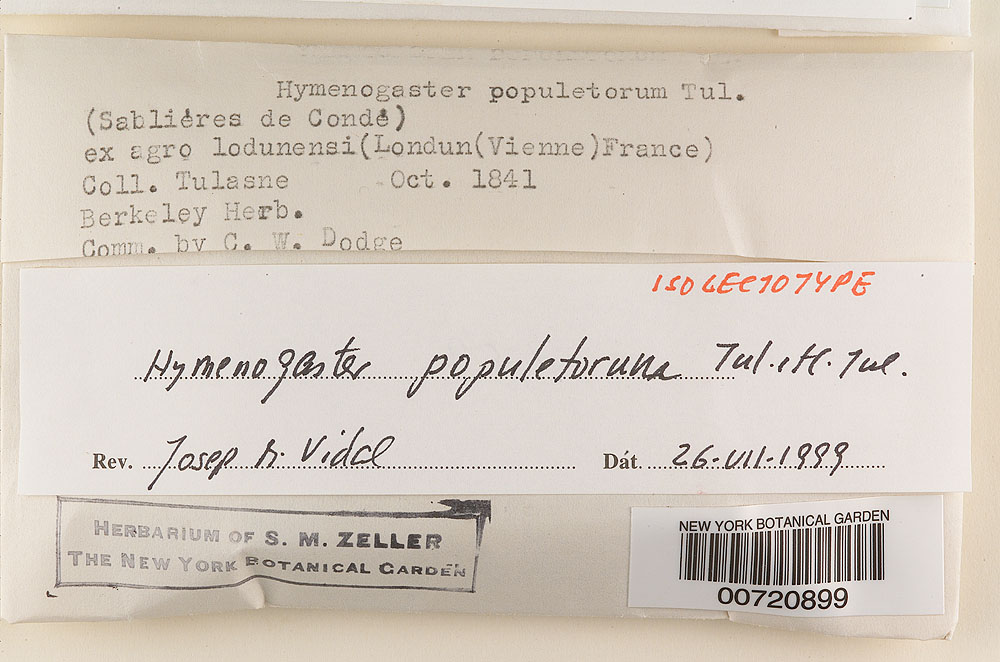 Hymenogaster populetorum Tul.
(Sabliéres de Condé)
ex agro lodunensi(Londun(Vienne)France)
Coll. Tulasne Oct. 1841
Berkeley Herb.
Comm. by C. W. Dodge
ISOLECTOTYPE
Hymenogaster populetorum Tul. & C. Tul.
Rev. Josep M. Vidal Dát 26-VII-1999
HERBARIUM OF S. M. ZELLER
THE NEW YORK BOTANICAL GARDEN
NEW YORK BOTANICAL GARDEN
00720899